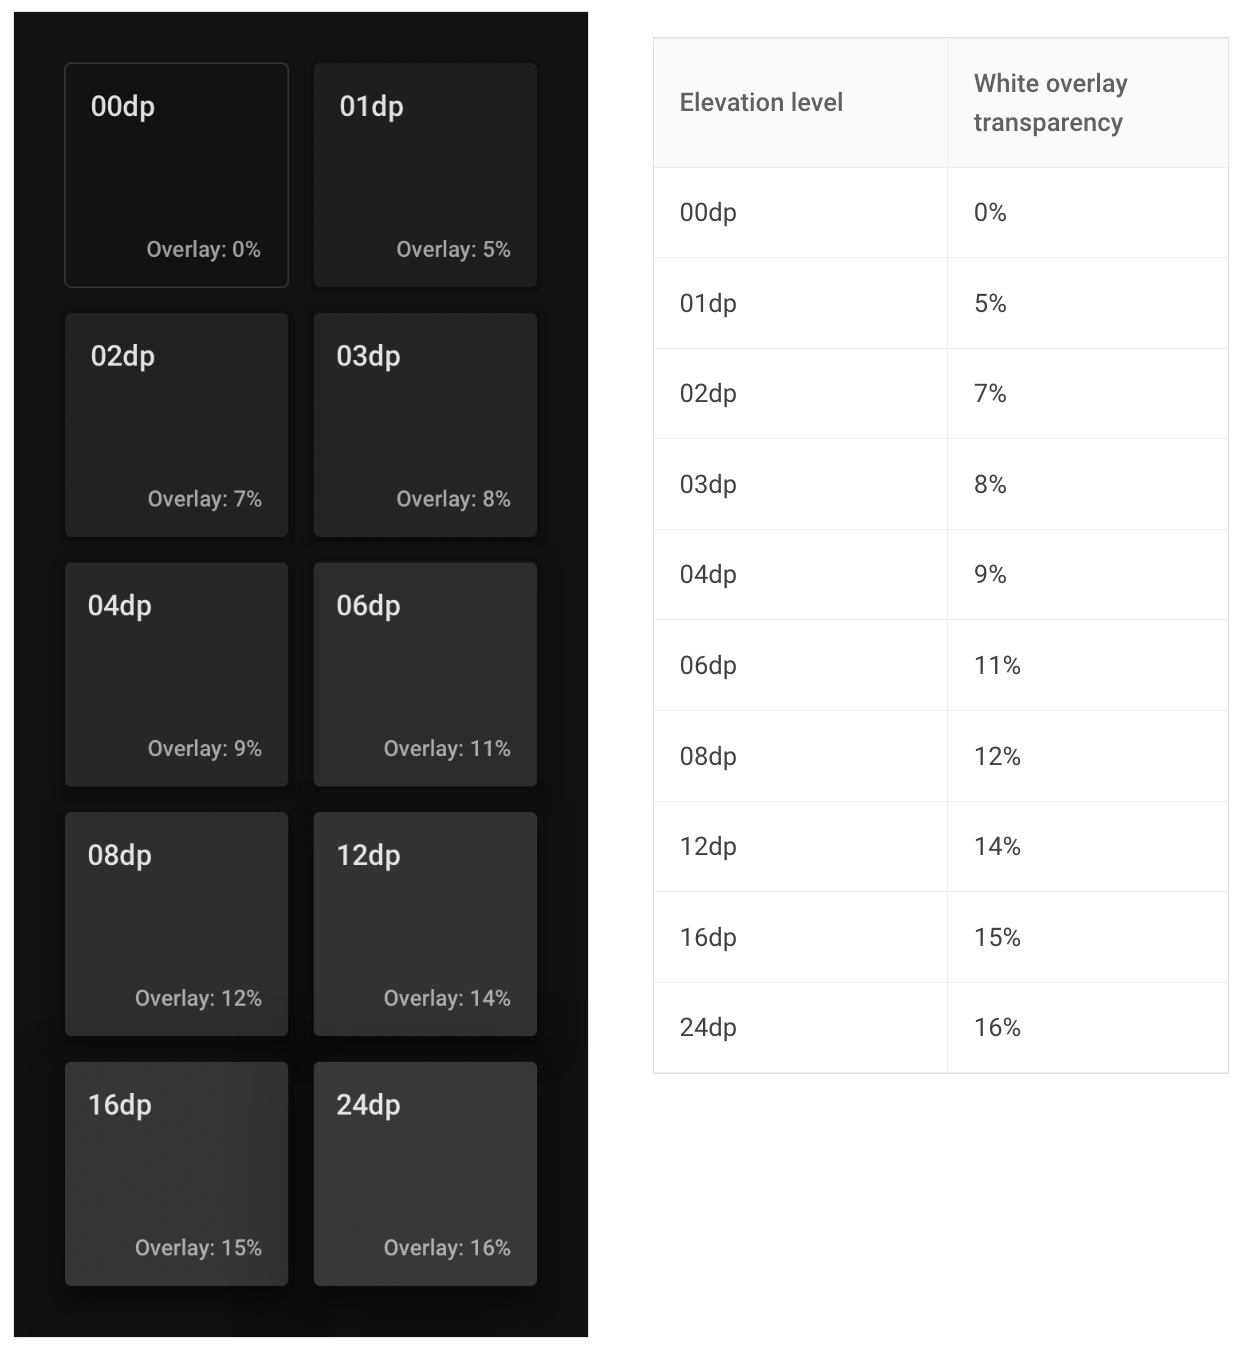 00dp
Overlay: 0%
01dp
Overlay: 5%
02dp
Overlay: 7%
03dp
Overlay: 8%
04dp
Overlay: 9%
06dp
Overlay: 11%
08dp
Overlay: 12%
12dp
Overlay: 14%
16dp
Overlay: 15%
24dp
Overlay: 16%
Elevation level
White overlay
transparency
00dp
0%
01dp
5%
02dp
7%
03dp
8%
04dp
9%
06dp
11%
08dp
12%
12dp
14%
16dp
15%
24dp
16%